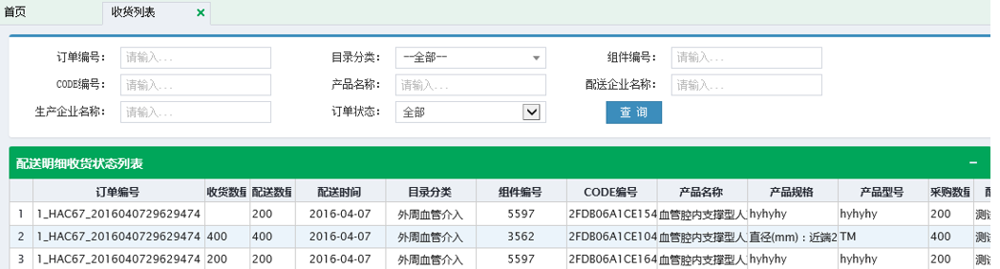 首页 收货列表
订单编号： 请输入... 目录分类： --全部-- 组件编号： 请输入...
CODE编号： 请输入... 产品名称： 请输入... 配送企业名称： 请输入...
生产企业名称： 请输入... 订单状态： 全部 查 询
配送明细收货状态列表
订单编号 收货数量 配送数量 配送时间 目录分类 组件编号 CODE编号 产品名称 产品规格 产品型号 采购数量
1 1_HAC67_2016040729629474 200 2016-04-07 外周血管介入 5597 2FDB06A1CE154 血管腔内支撑型人 hyhyhy hyhyhy 200 测试
2 1_HAC67_2016040729629474 400 400 2016-04-07 外周血管介入 3562 2FDB06A1CE104 血管腔内支撑型人 直径(mm)：近端2 TM 400 测试
3 1_HAC67_2016040729629474 200 200 2016-04-07 外周血管介入 5597 2FDB06A1CE164 血管腔内支撑型人 hyhyhy hyhyhy 200 测试